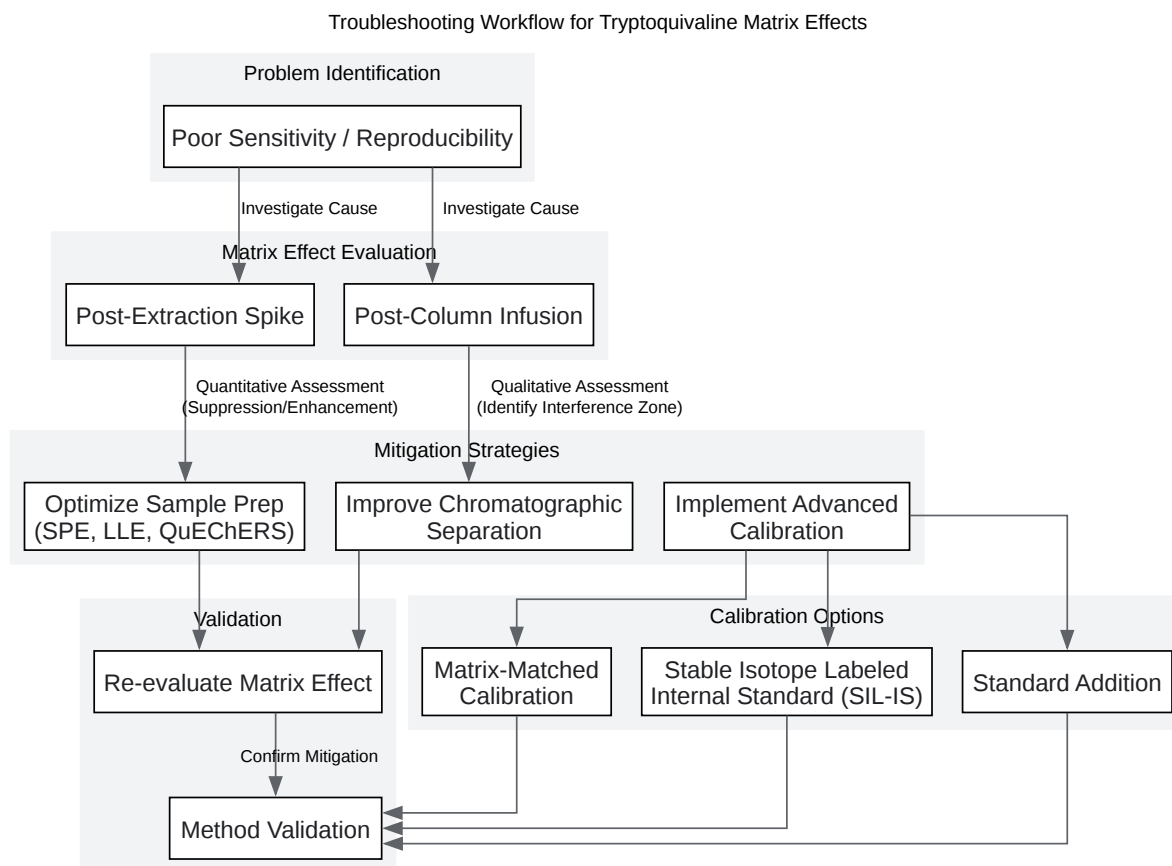 Troubleshooting Workflow for Tryptoquivaline Matrix Effects
Problem Identification
Poor Sensitivity / Reproducibility
Investigate Cause
Investigate Cause
Matrix Effect Evaluation
Post-Extraction Spike
Post-Column Infusion
Quantitative Assessment
(Suppression/Enhancement)
Qualitative Assessment
(Identify Interference Zone)
Mitigation Strategies
Optimize Sample Prep
(SPE, LLE, QuEChERS)
Improve Chromatographic
Separation
Implement Advanced
Calibration
Validation
Calibration Options
Re-evaluate Matrix Effect
Matrix-Matched
Calibration
Stable Isotope Labeled
Internal Standard (SIL-IS)
Standard Addition
Confirm Mitigation
Method Validation